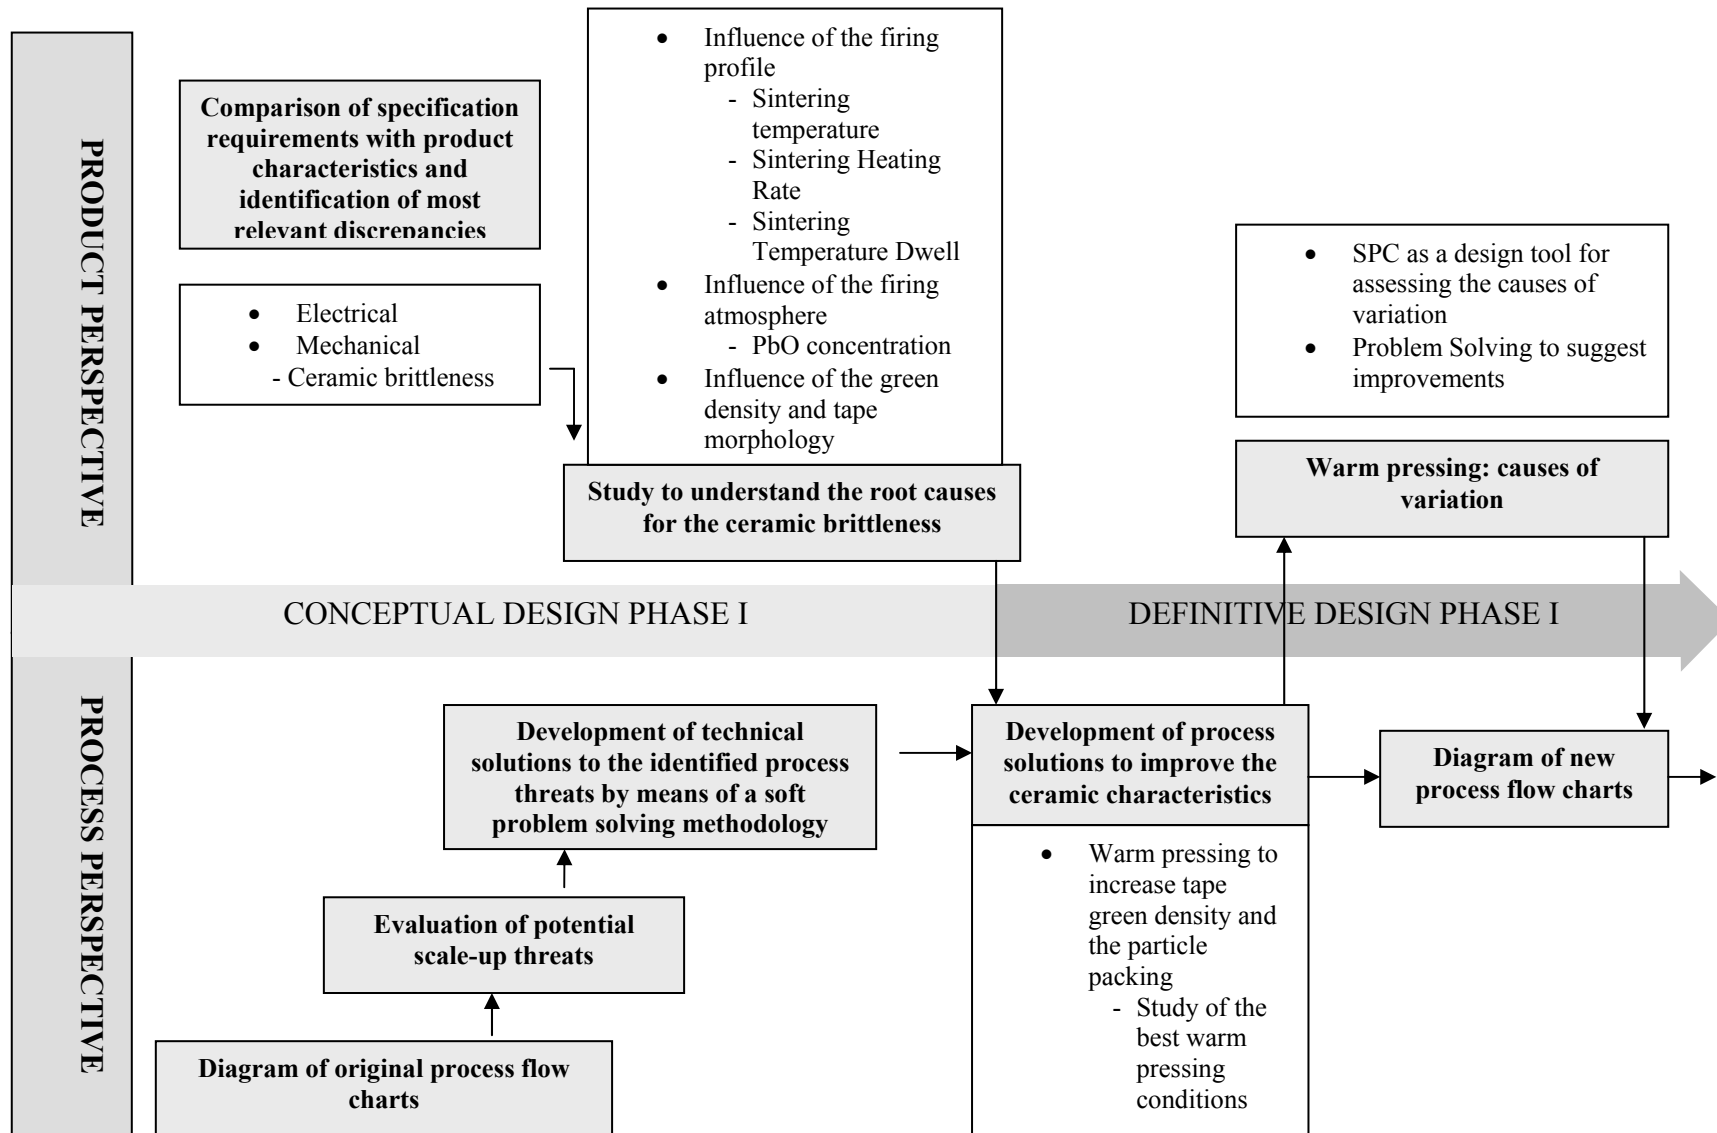 PRODUCT PERSPECTIVE
Comparison of specification
requirements with product
characteristics and
identification of most
relevant discrepancies
• Electrical
• Mechanical
- Ceramic brittleness
• Influence of the firing
profile
- Sintering
temperature
- Sintering Heating
Rate
- Sintering
Temperature Dwell
• Influence of the firing
atmosphere
- PbO concentration
• Influence of the green
density and tape
morphology
Study to understand the root causes
for the ceramic brittleness
• SPC as a design tool for
assessing the causes of
variation
• Problem Solving to suggest
improvements
Warm pressing: causes of
variation
CONCEPTUAL DESIGN PHASE I
DEFINITIVE DESIGN PHASE I
PROCESS PERSPECTIVE
Development of technical
solutions to the identified process
threats by means of a soft
problem solving methodology
Evaluation of potential
scale-up threats
Diagram of original process flow
charts
Development of process
solutions to improve the
ceramic characteristics
• Warm pressing to
increase tape
green density and
the particle
packing
- Study of the
best warm
pressing
conditions
Diagram of new
process flow charts